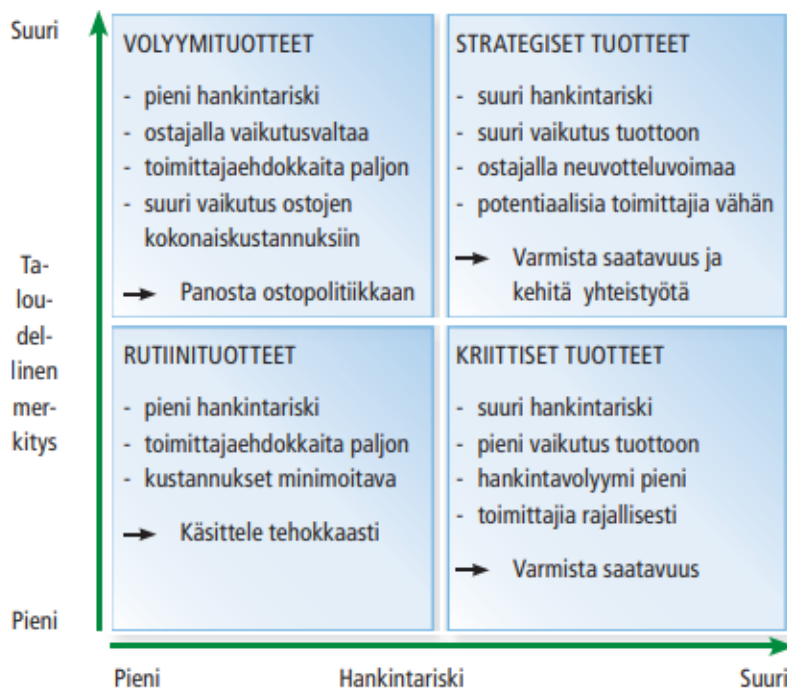 Suuri
VOLYYMITUOTTEET
- pieni hankintariski
- ostajalla vaikutusvaltaa
- toimittajaehdokkaita paljon
- suuri vaikutus ostojen
kokonaiskustannuksiin
→ Panosta ostopolitiikkaan
STRATEGISET TUOTTEET
- suuri hankintariski
- suuri vaikutus tuottoon
- ostajalla neuvotteluvoimaa
- potentiaalisia toimittajia vähän
→ Varmista saatavuus ja
kehitä yhteistyötä
Ta-
lou-
del-
linen
mer-
kitys
RUTIINITUOTTEET
- pieni hankintariski
- toimittajaehdokkaita paljon
- kustannukset minimoitava
→ Käsittele tehokkaasti
KRIITTISET TUOTTEET
- suuri hankintariski
- pieni vaikutus tuottoon
- hankintavolyymi pieni
- toimittajia rajallisesti
→ Varmista saatavuus
Pieni
Pieni
Hankintariski
Suuri